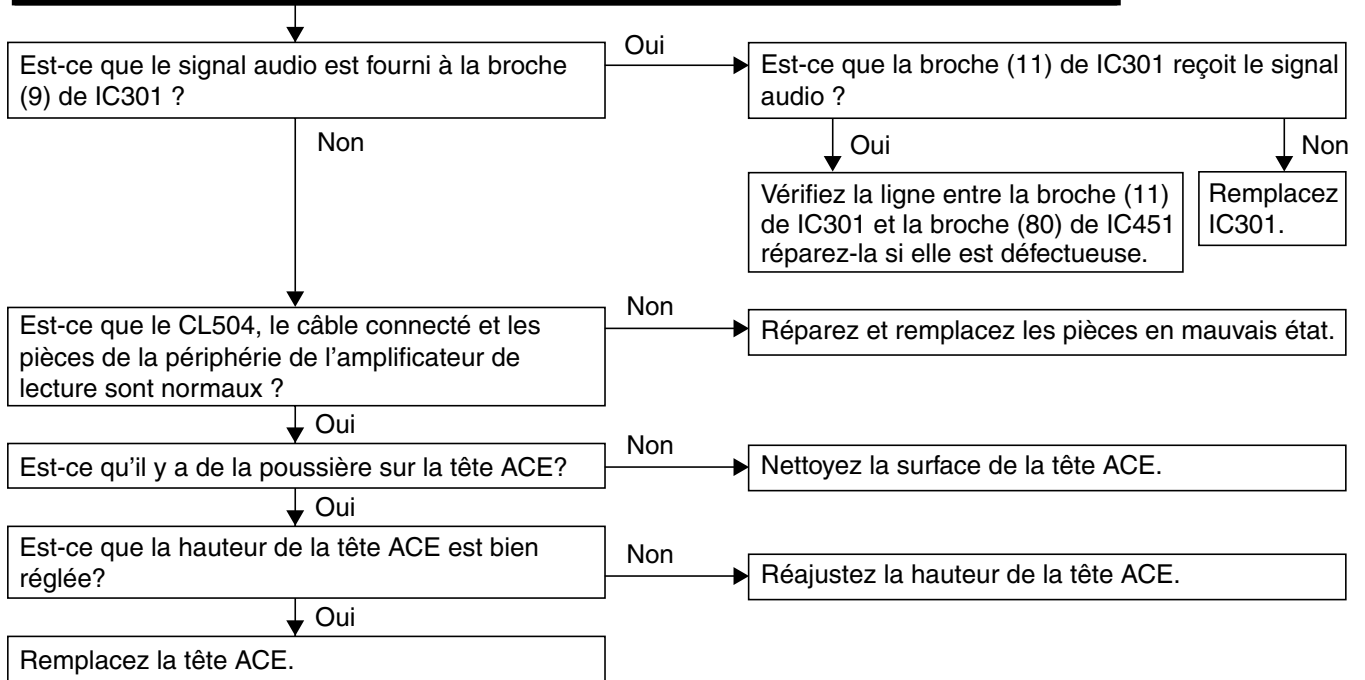 Est-ce que le signal audio est fourni à la broche
(9) de IC301 ?
Oui
Est-ce que la broche (11) de IC301 reçoit le signal
audio ?
Non
Oui
Non
Vérifiez la ligne entre la broche (11)
de IC301 et la broche (80) de IC451
réparez-la si elle est défectueuse.
Remplacez
IC301.
Est-ce que le CL504, le câble connecté et les
pièces de la périphérie de l'amplificateur de
lecture sont normaux ?
Non
Réparez et remplacez les pièces en mauvais état.
Oui
Est-ce qu'il y a de la poussière sur la tête ACE?
Non
Nettoyez la surface de la tête ACE.
Oui
Est-ce que la hauteur de la tête ACE est bien
réglée?
Non
Réajustez la hauteur de la tête ACE.
Oui
Remplacez la tête ACE.